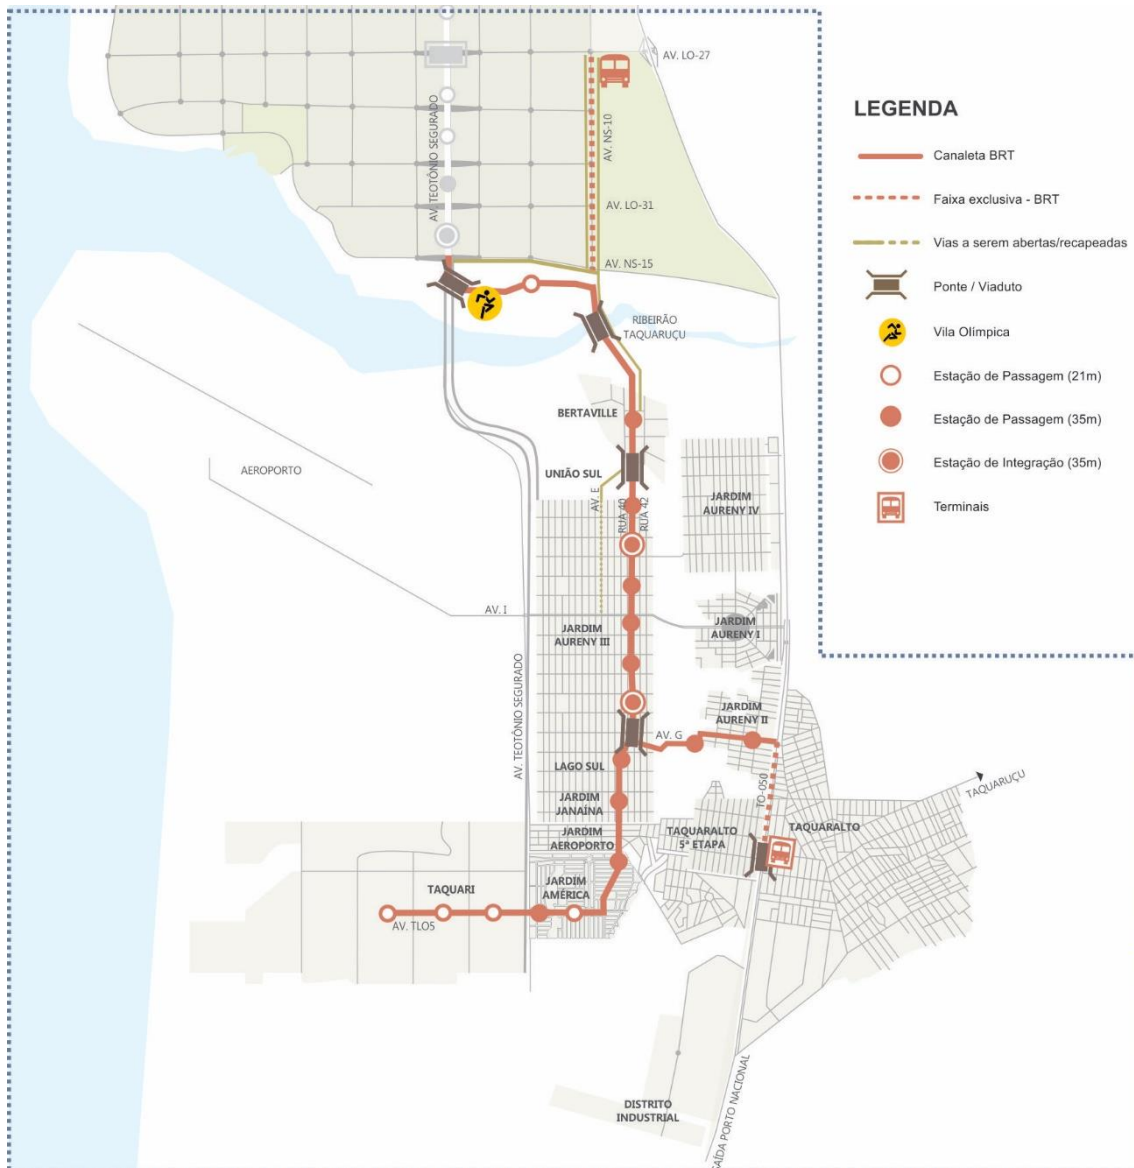 AV. LO-27
AV. TEOTÔNIO SEGURADO
AV. NS-10
AV. LO-31
AV. NS-15
RIBEIRÃO
TAQUARUÇU
BERTAVILLE
AEROPORTO
UNIÃO SUL
AV. E
RUA 40
RUA 42
JARDIM
AURENY IV
AV. I
JARDIM
AURENY III
JARDIM
AURENY I
AV. TEOTÔNIO SEGURADO
JARDIM
AURENY II
AV. G
LAGO SUL
JARDIM
JANAÍNA
TO-050
TAQUARUÇU
JARDIM
AEROPORTO
TAQUARALTO
5ª ETAPA
TAQUARALTO
TAQUARI
JARDIM
AMÉRICA
AV. TLO5
DISTRITO
INDUSTRIAL
SAÍDA PORTO NACIONAL
LEGENDA
Canaleta BRT
Faixa exclusiva - BRT
Vias a serem abertas/recapeadas
Ponte / Viaduto
Vila Olímpica
Estação de Passagem (21m)
Estação de Passagem (35m)
Estação de Integração (35m)
Terminais